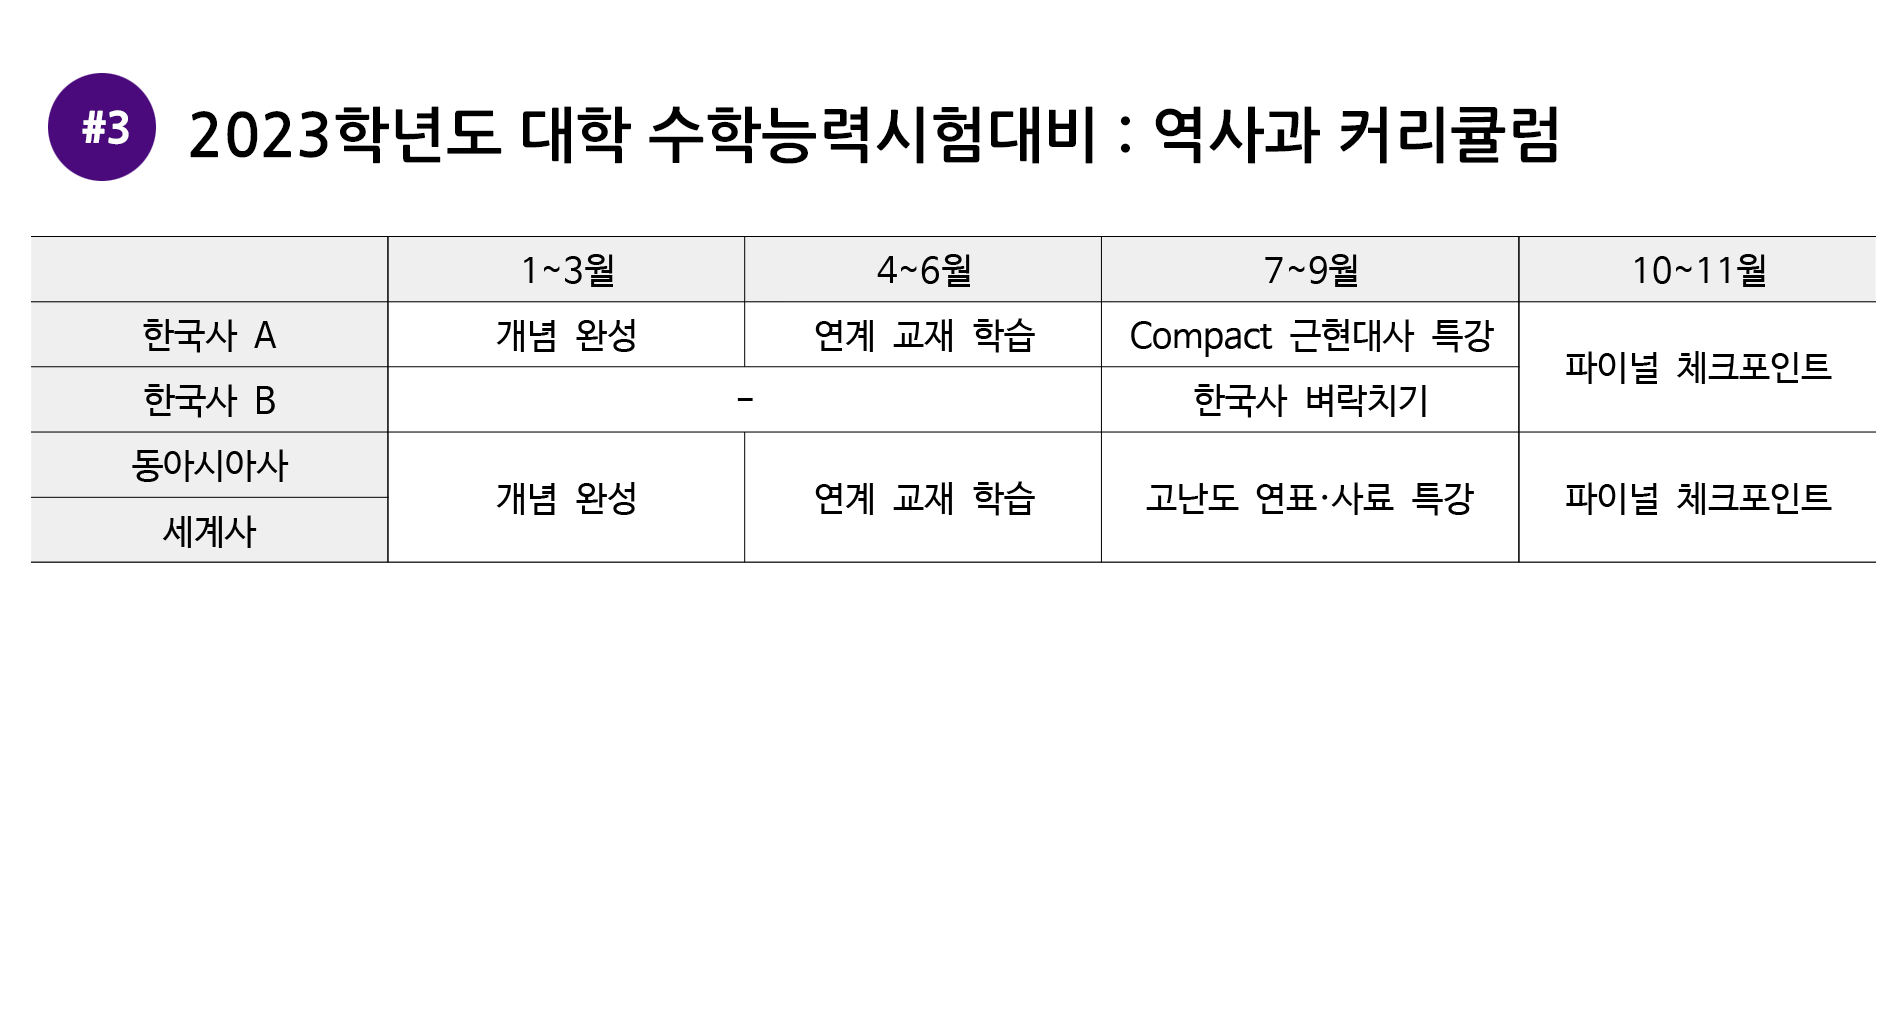 #3
2023학년도 대학 수학능력시험대비 : 역사과 커리큘럼
1~3월 4~6월 7~9월 10~11월
한국사 A 개념 완성 연계 교재 학습 Compact 근현대사 특강 파이널 체크포인트
한국사 B - 한국사 벼락치기
동아시아사 개념 완성 연계 교재 학습 고난도 연표·사료 특강 파이널 체크포인트
세계사